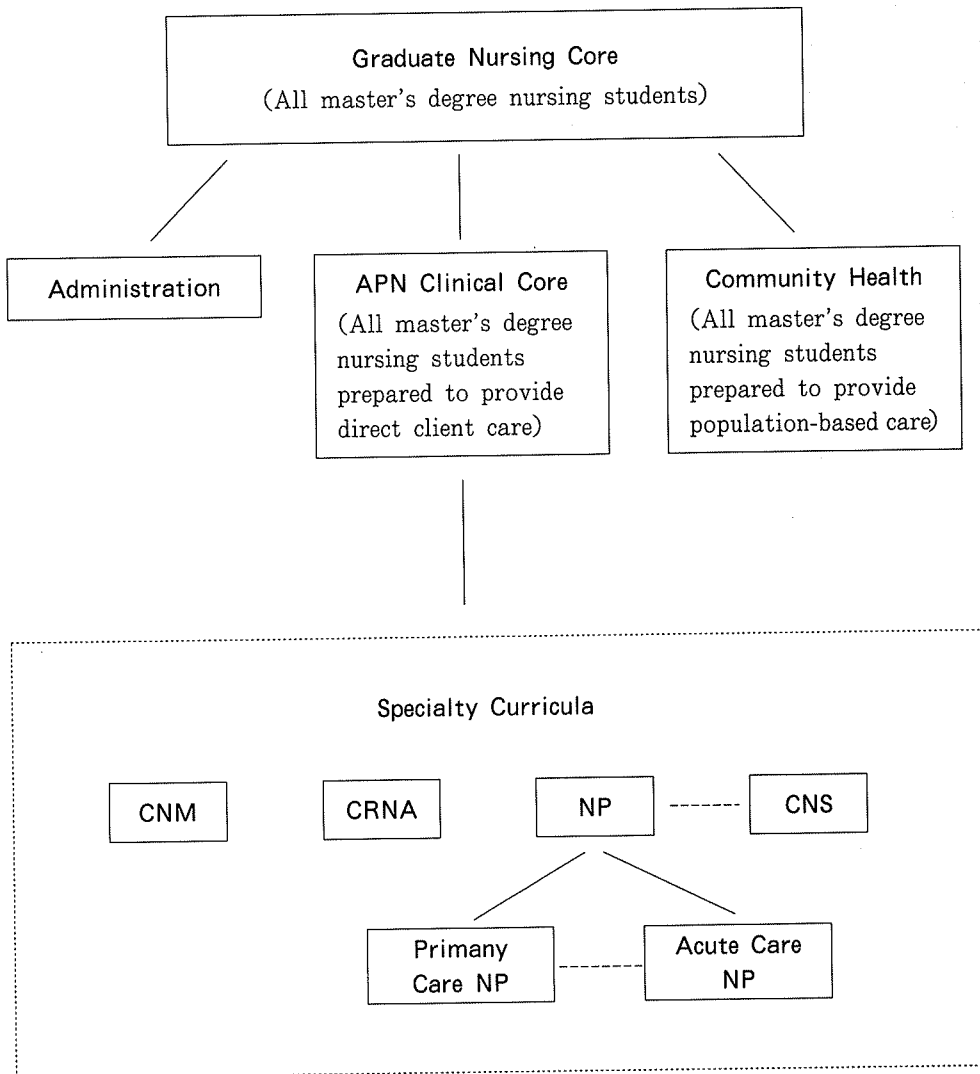 Graduate Nursing Core
(All master's degree nursing students)
Administration
APN Clinical Core
(All master's degree
nursing students
prepared to provide
direct client care)
Community Health
(All master's degree
nursing students
prepared to provide
population-based care)
Specialty Curricula
CNM
CRNA
NP
CNS
Primany
Care NP
Acute Care
NP